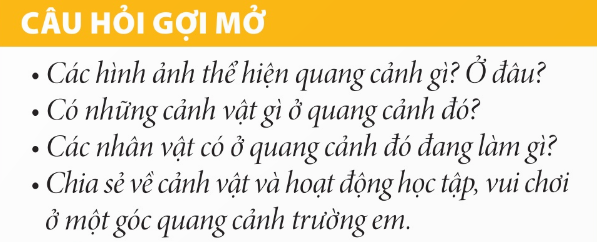 CÂU HỎI GỢI MỞ
• Các hình ảnh thể hiện quang cảnh gì? Ở đâu?
• Có những cảnh vật gì ở quang cảnh đó?
• Các nhân vật có ở quang cảnh đó đang làm gì?
• Chia sẻ về cảnh vật và hoạt động học tập, vui chơi
ở một góc quang cảnh trường em.